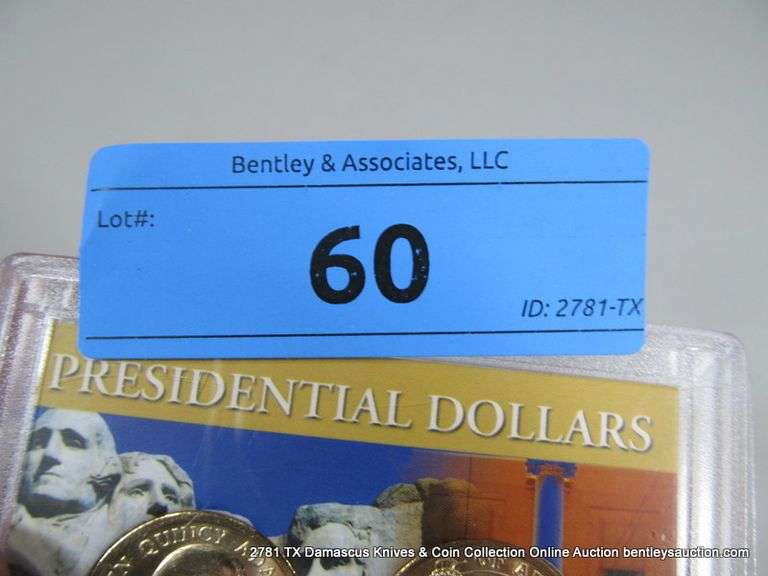 Bentley & Associates, LLC
Lot#:
60
ID: 2781-TX
PRESIDENTIAL DOLLARS
QUINCY
2781 TX Damascus Knives & Coin Collection Online Auction bentleysauction.com